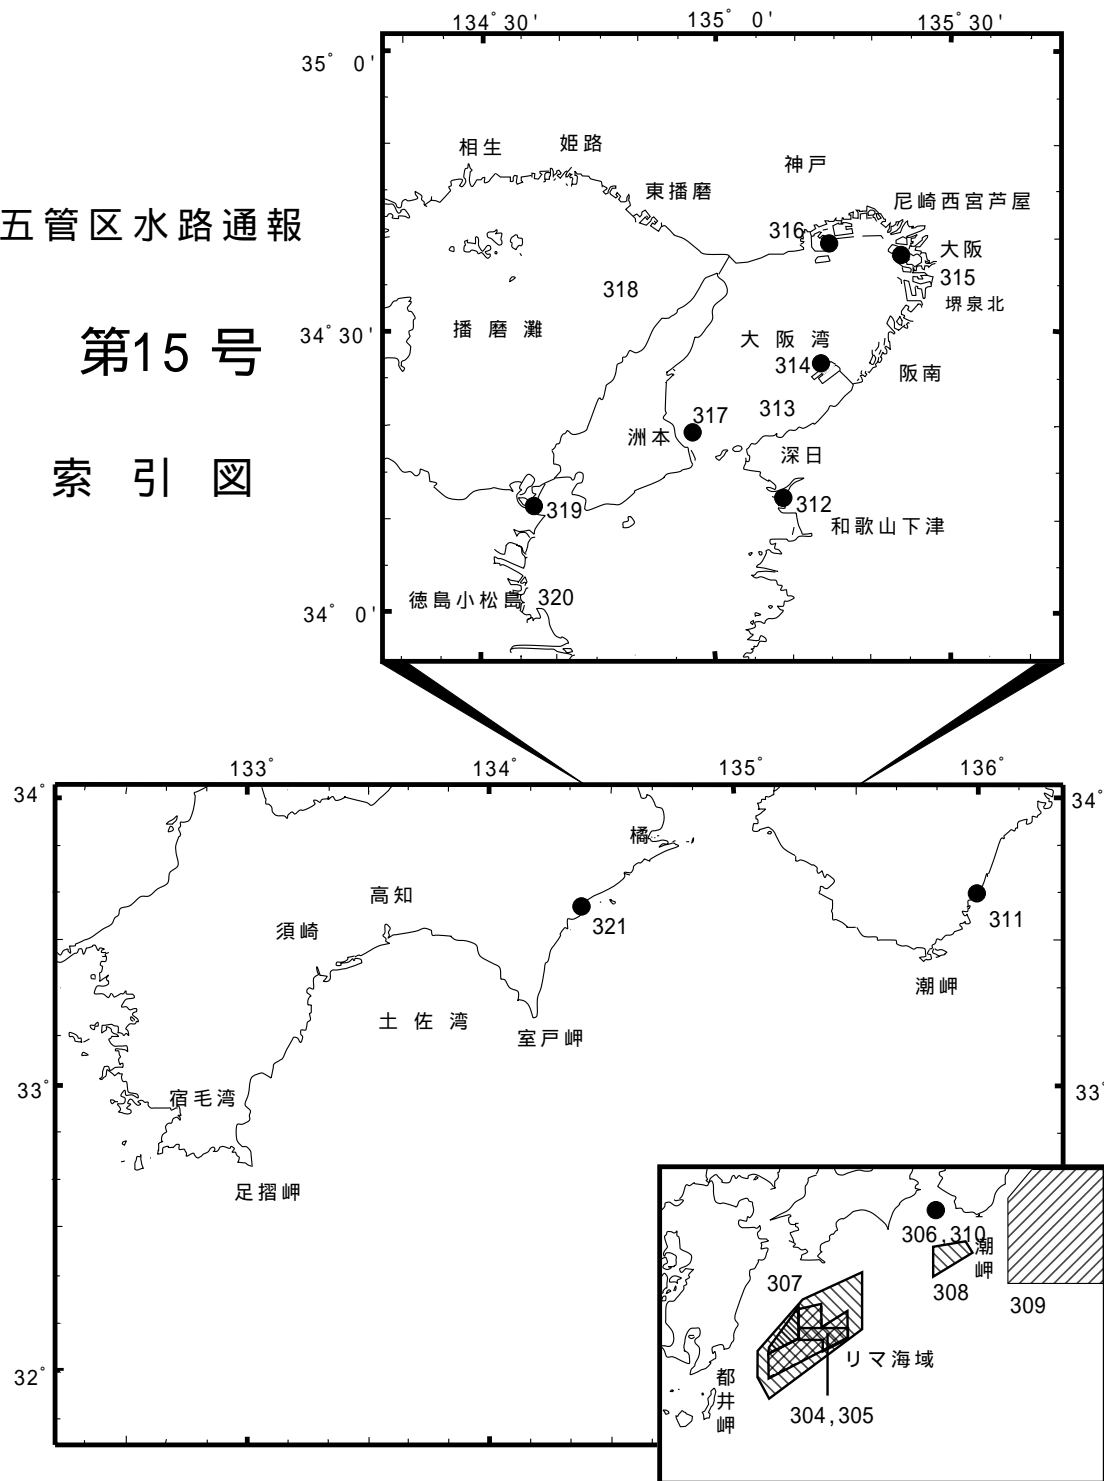 五管区水路通報
第15 号
索 引 図
134°30' 135° 0' 135°30'
35° 0'
相生
姫路
東播磨
神戸
尼崎西宮芦屋
316
大阪
315
318
堺泉北
34°30'
播 磨 灘
大 阪 湾
314
阪南
313
317
洲本
深日
319
312
和歌山下津
徳島小松島 320
34° 0'
133° 134° 135° 136°
34° 34°
橘
高知
須崎
321
311
潮岬
土 佐 湾
室戸岬
33° 33°
宿毛湾
足摺岬
306,310
潮岬
307
308
309
リマ海域
32°
都井岬
304,305